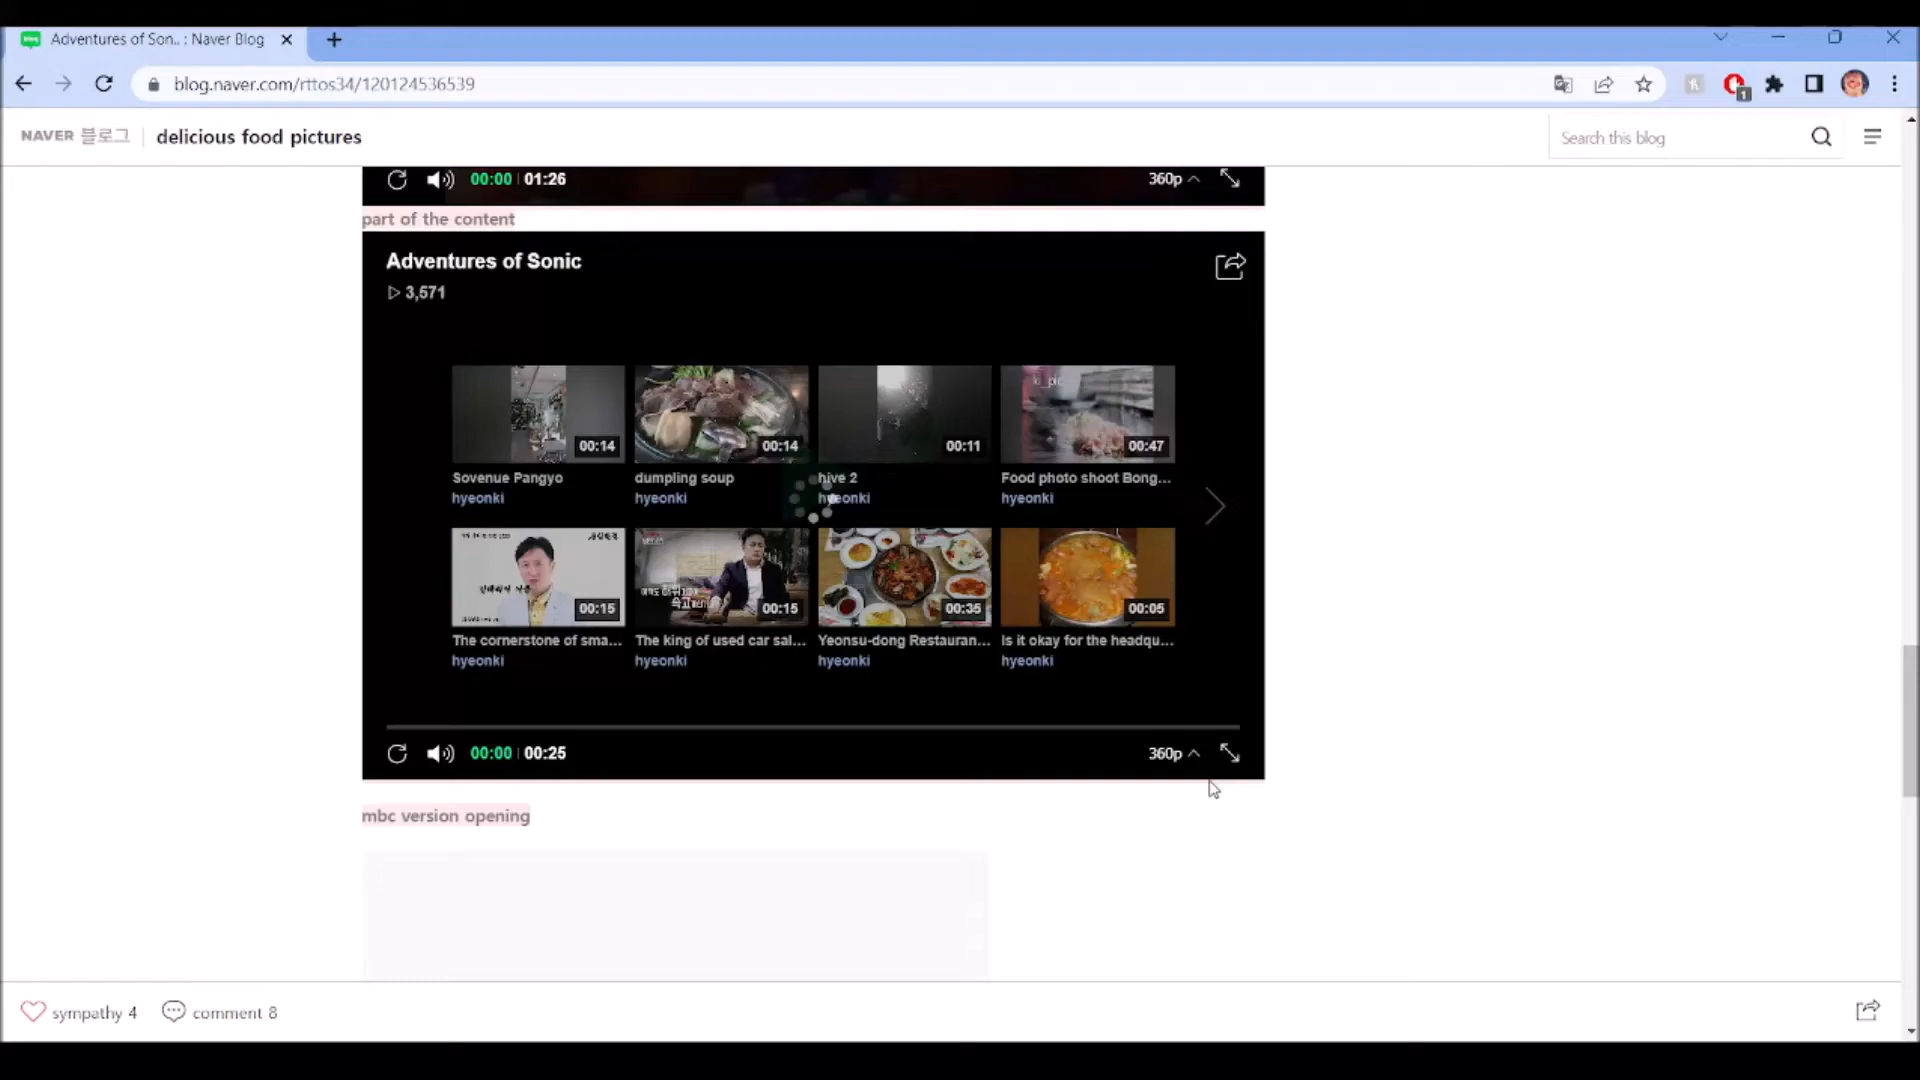 Adventures of Son.. : Naver Blog
blog.naver.com/rttos34/120124536539
1
NAVER 블로그 delicious food pictures
Search this blog
00:00 01:26
360p
part of the content
Adventures of Sonic
3,571
00:14
00:14
00:11
ki_pic
00:47
Sovenue Pangyo
dumpling soup
hive 2
Food photo shoot Bong...
hyeonki
hyeonki
hyeonki
hyeonki
00:15
00:15
00:35
00:05
The cornerstone of sma...
The king of used car sal...
Yeonsu-dong Restauran...
Is it okay for the headqu...
hyeonki
hyeonki
hyeonki
hyeonki
00:00 00:25
360p
mbc version opening
sympathy 4
comment 8